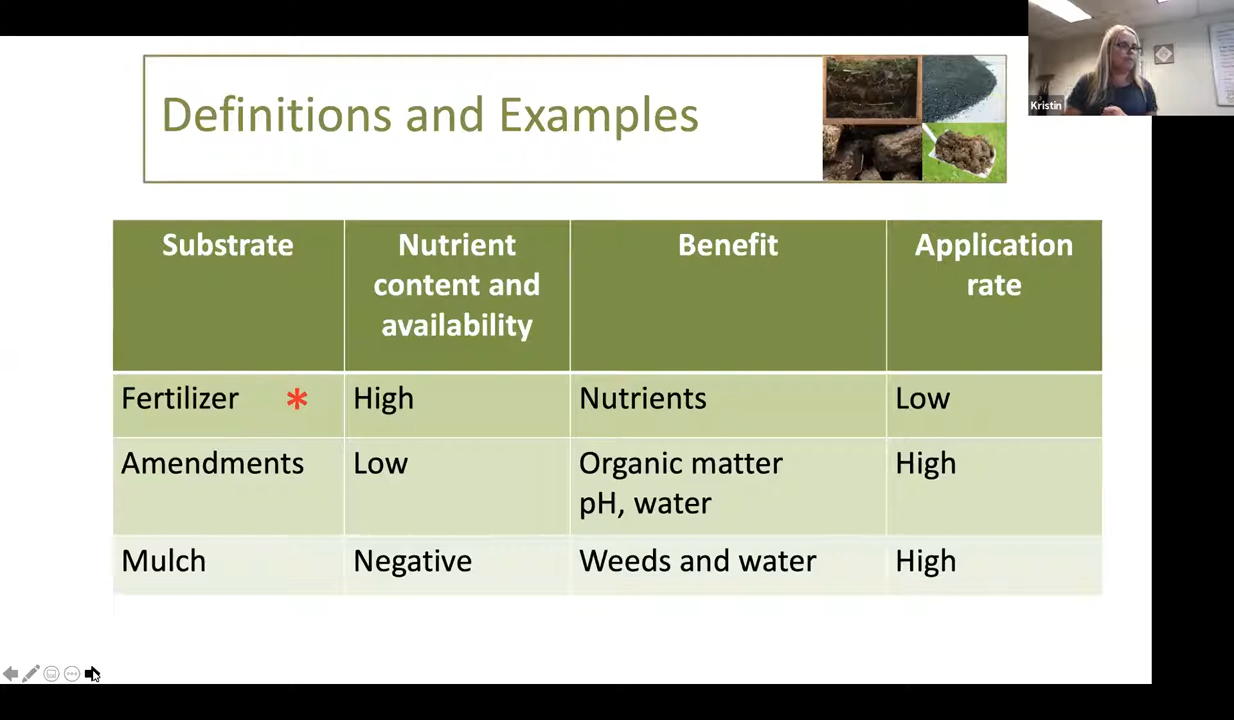 Definitions and Examples
Kristin
Substrate
Nutrient
content and
availability
Benefit
Application
rate
Fertilizer *
High
Nutrients
Low
Amendments
Low
Organic matter
pH, water
High
Mulch
Negative
Weeds and water
High